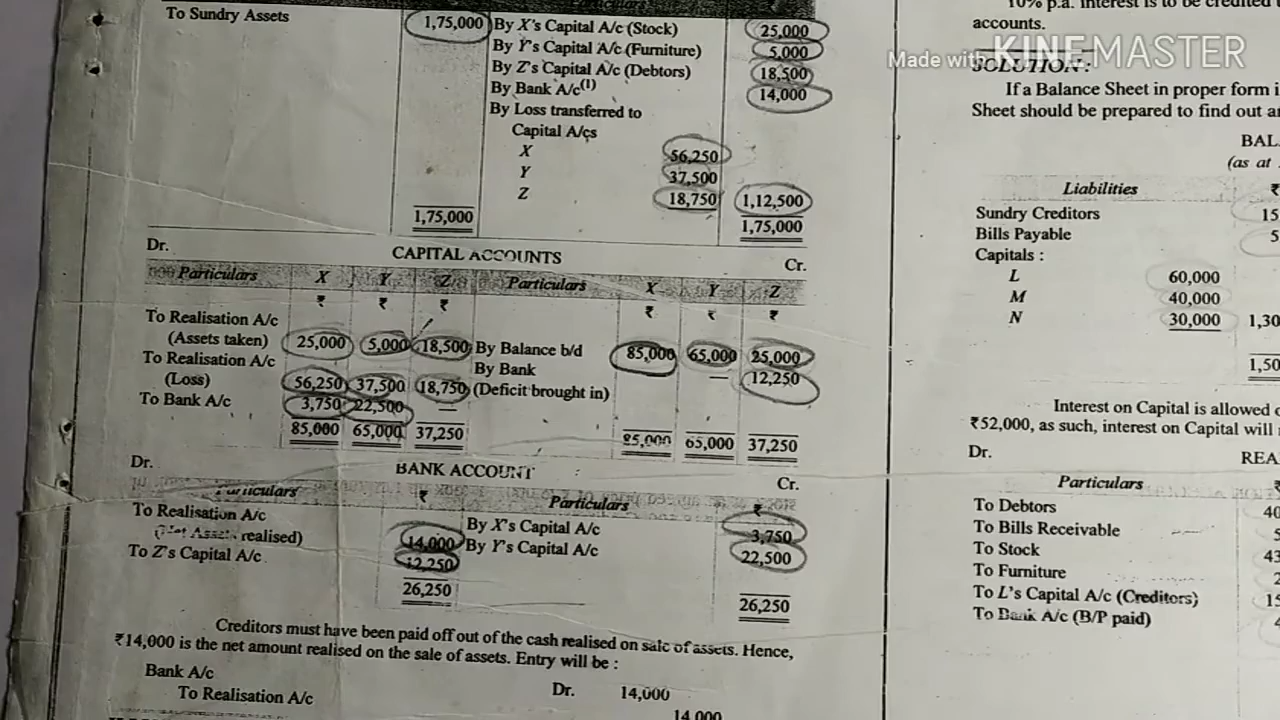 To Sundry Assets 1,75,000 By X's Capital A/c (Stock) 25,000
By Y's Capital A/c (Furniture) 5,000
By Z's Capital A/c (Debtors) 18,500
By Bank A/c(1) 14,000
By Loss transferred to
Capital A/cs
X 56,250
Y 37,500
Z 18,750 1,12,500
1,75,000 1,75,000
Dr. CAPITAL ACCOUNTS Cr.
Particulars X Y Z Particulars X Y Z
₹ ₹ ₹ ₹ ₹ ₹
To Realisation A/c
(Assets taken) 25,000 5,000 18,500 By Balance b/d 85,000 65,000 25,000
To Realisation A/c By Bank
(Loss) 56,250 37,500 18,750 (Deficit brought in) — 12,250
To Bank A/c 3,750 22,500 —
85,000 65,000 37,250 85,000 65,000 37,250
Dr. BANK ACCOUNT Cr.
Particulars ₹ Particulars ₹
To Realisation A/c By X's Capital A/c 3,750
(Net Assets realised) 14,000 By Y's Capital A/c 22,500
To Z's Capital A/c 12,250
26,250 26,250
Creditors must have been paid off out of the cash realised on sale of assets. Hence,
₹14,000 is the net amount realised on the sale of assets. Entry will be :
Bank A/c Dr. 14,000
To Realisation A/c 14,000
10% p.a. interest is to be credited
accounts.
Made with KINEMASTER
SOLUTION :
If a Balance Sheet in proper form i
Sheet should be prepared to find out a
BAL
(as at
Liabilities ₹
Sundry Creditors 15
Bills Payable 5
Capitals :
L 60,000
M 40,000
N 30,000 1,30
1,50
Interest on Capital is allowed
₹52,000, as such, interest on Capital will
Dr. REA
Particulars
To Debtors 40
To Bills Receivable 5
To Stock 43
To Furniture 2
To L's Capital A/c (Creditors) 15
To Bank A/c (B/P paid) 4